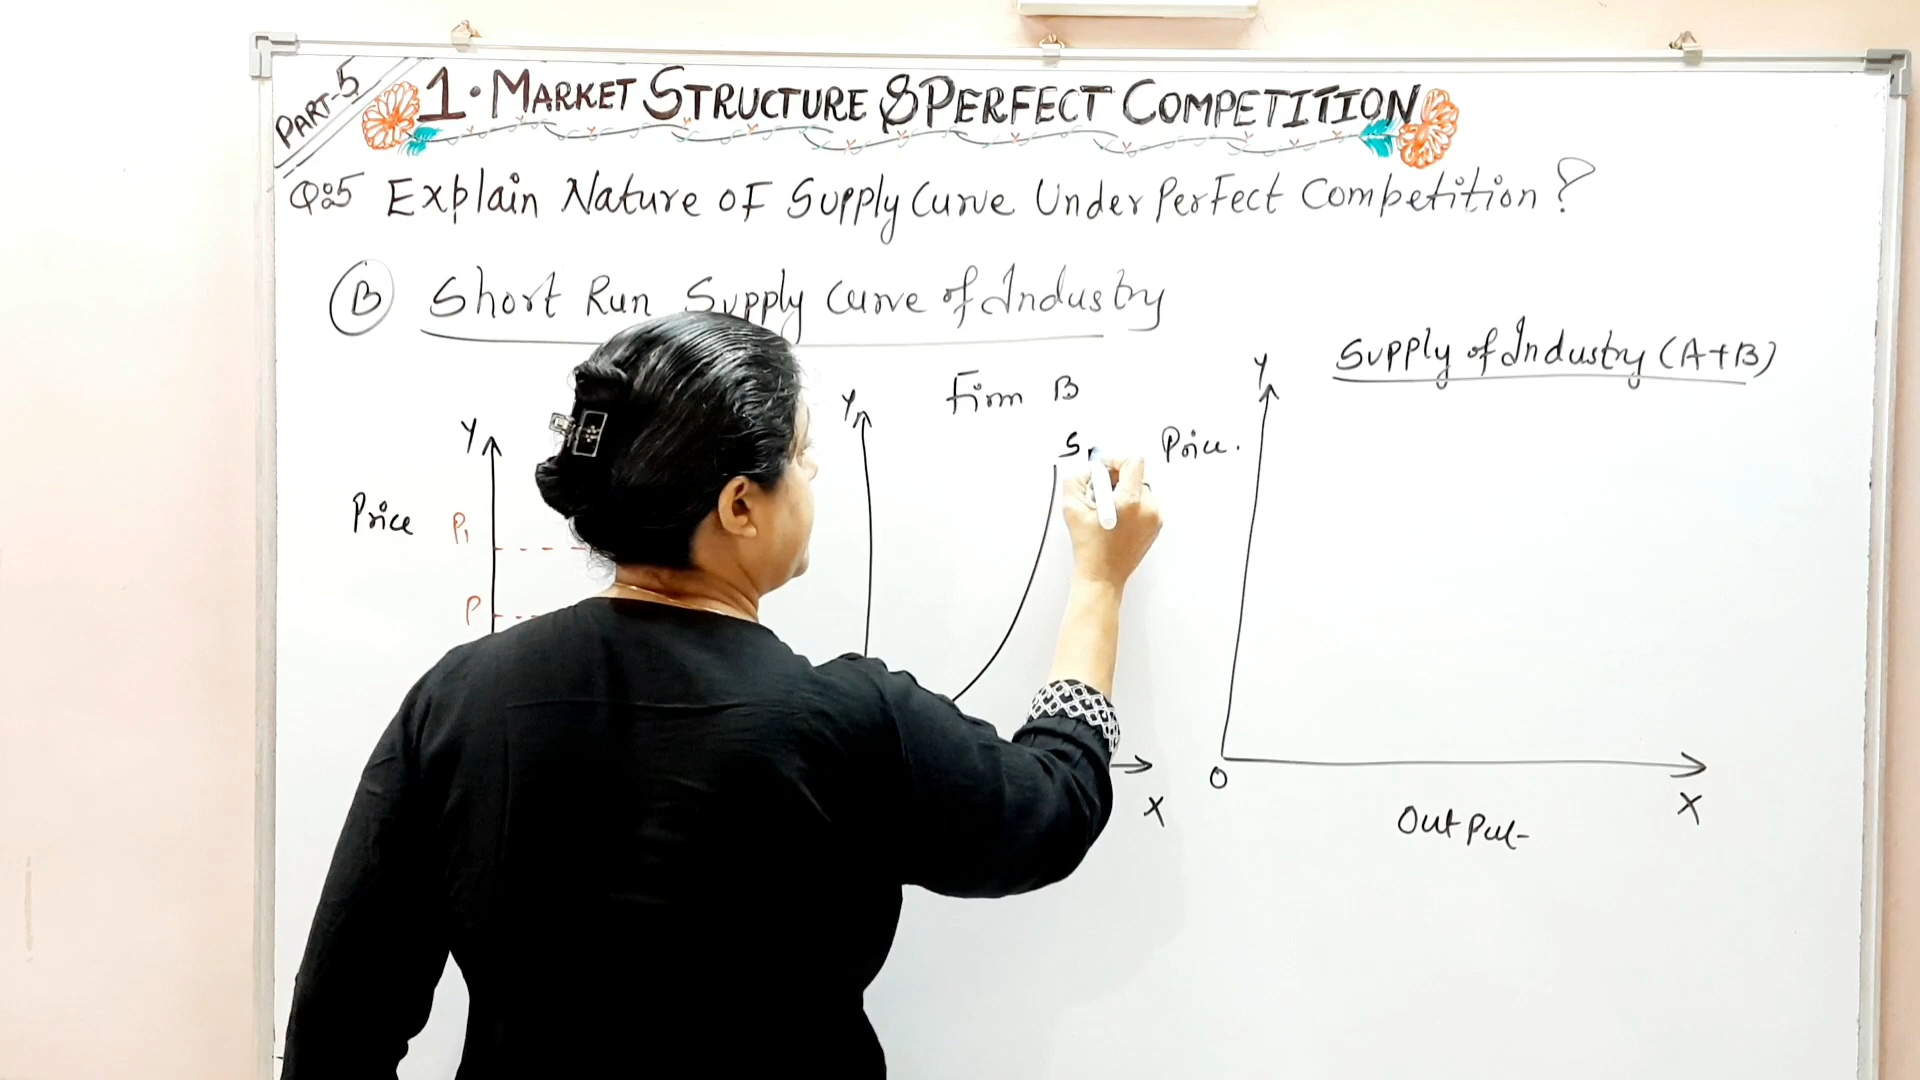 PART-5
1. MARKET STRUCTURE & PERFECT COMPETITION
Q:5 Explain Nature OF Supply Curve Under Perfect Competition?
B Short Run Supply Curve of Industry
Supply of Industry (A+B)
Firm B
Y
Y
Y
S
Price.
Price
P1
P
O
X
X
Output